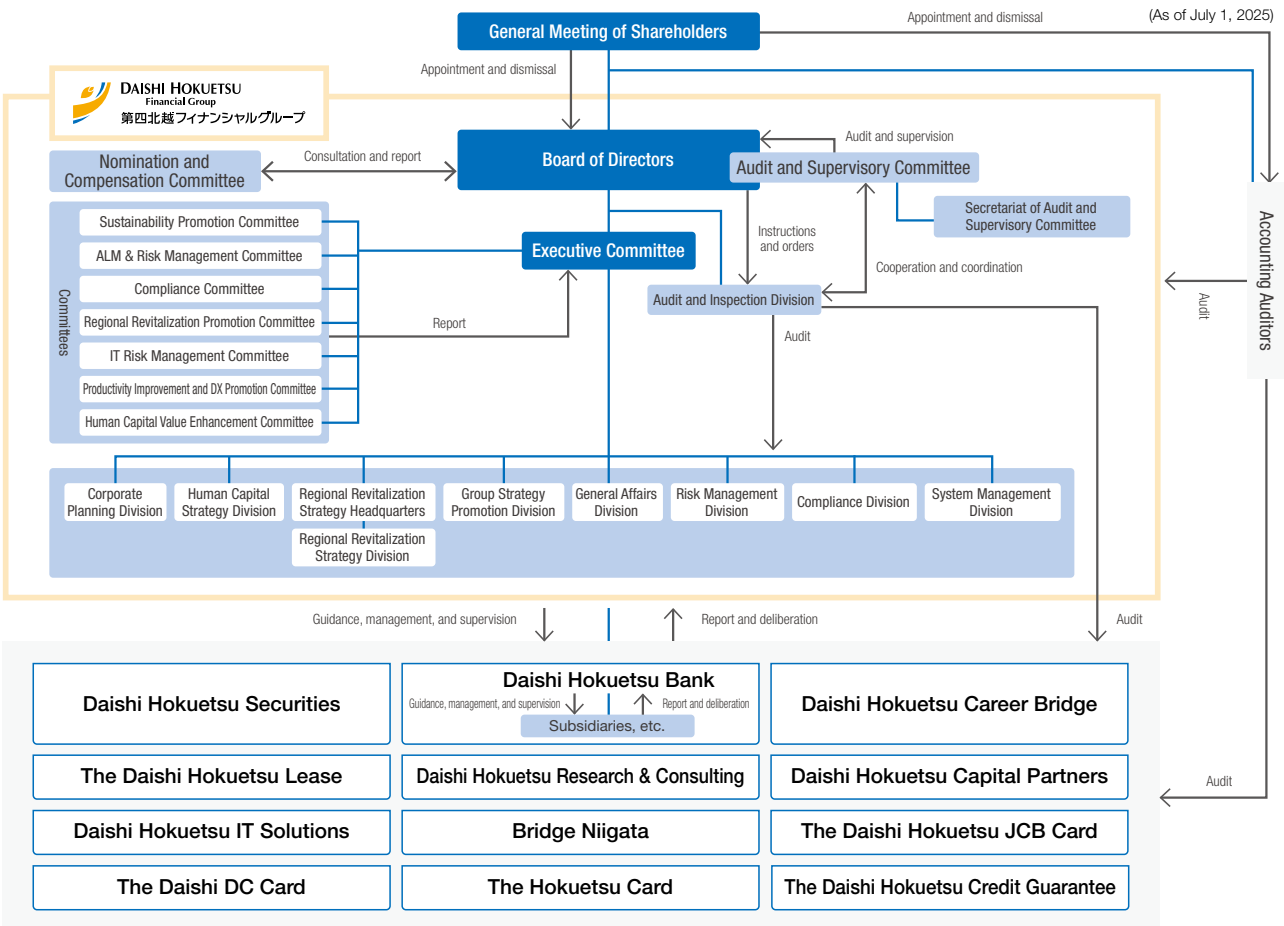 (As of July 1, 2025)
Appointment and dismissal
General Meeting of Shareholders
Appointment and dismissal
DAISHI HOKUETSU
Financial Group
第四北越フィナンシャルグループ
Board of Directors
Audit and supervision
Audit and Supervisory Committee
Nomination and
Compensation Committee
Consultation and report
Secretariat of Audit and
Supervisory Committee
Accounting Auditors
Committees
Sustainability Promotion Committee
ALM & Risk Management Committee
Compliance Committee
Regional Revitalization Promotion Committee
IT Risk Management Committee
Productivity Improvement and DX Promotion Committee
Human Capital Value Enhancement Committee
Executive Committee
Report
Instructions
and orders
Cooperation and coordination
Audit and Inspection Division
Audit
Audit
Corporate
Planning Division
Human Capital
Strategy Division
Regional Revitalization
Strategy Headquarters
Regional Revitalization
Strategy Division
Group Strategy
Promotion Division
General Affairs
Division
Risk Management
Division
Compliance Division
System Management
Division
Guidance, management, and supervision
Report and deliberation
Audit
Daishi Hokuetsu Securities
Daishi Hokuetsu Bank
Guidance, management, and supervision
Report and deliberation
Subsidiaries, etc.
Daishi Hokuetsu Career Bridge
The Daishi Hokuetsu Lease
Daishi Hokuetsu Research & Consulting
Daishi Hokuetsu Capital Partners
Audit
Daishi Hokuetsu IT Solutions
Bridge Niigata
The Daishi Hokuetsu JCB Card
The Daishi DC Card
The Hokuetsu Card
The Daishi Hokuetsu Credit Guarantee